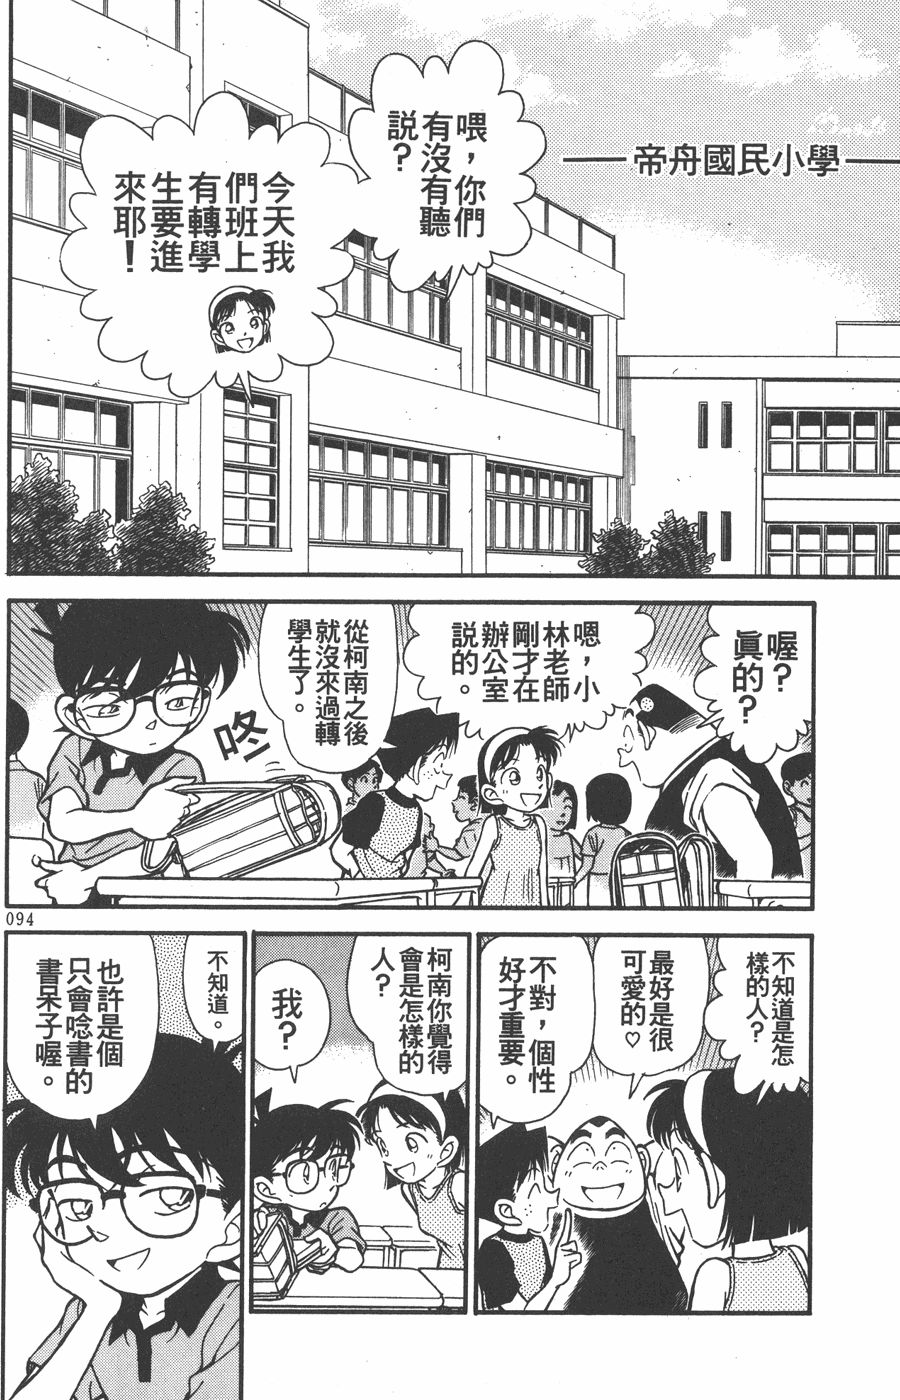 帝舟國民小學
喂，你們
有沒有聽
說？
今天我
們班上
有轉學
生要進
來耶！
喔？
真的？
嗯，小
林老師
剛才在
辦公室
說的。
從柯南之後
就沒來過轉
學生了。
咚
094
不知道是怎
樣的人？
最好是很
可愛的♡
不對，個性
好才重要。
柯南你覺得
會是怎樣的
人？
我？
不知道。
也許是個
只會唸書的
書呆子喔。